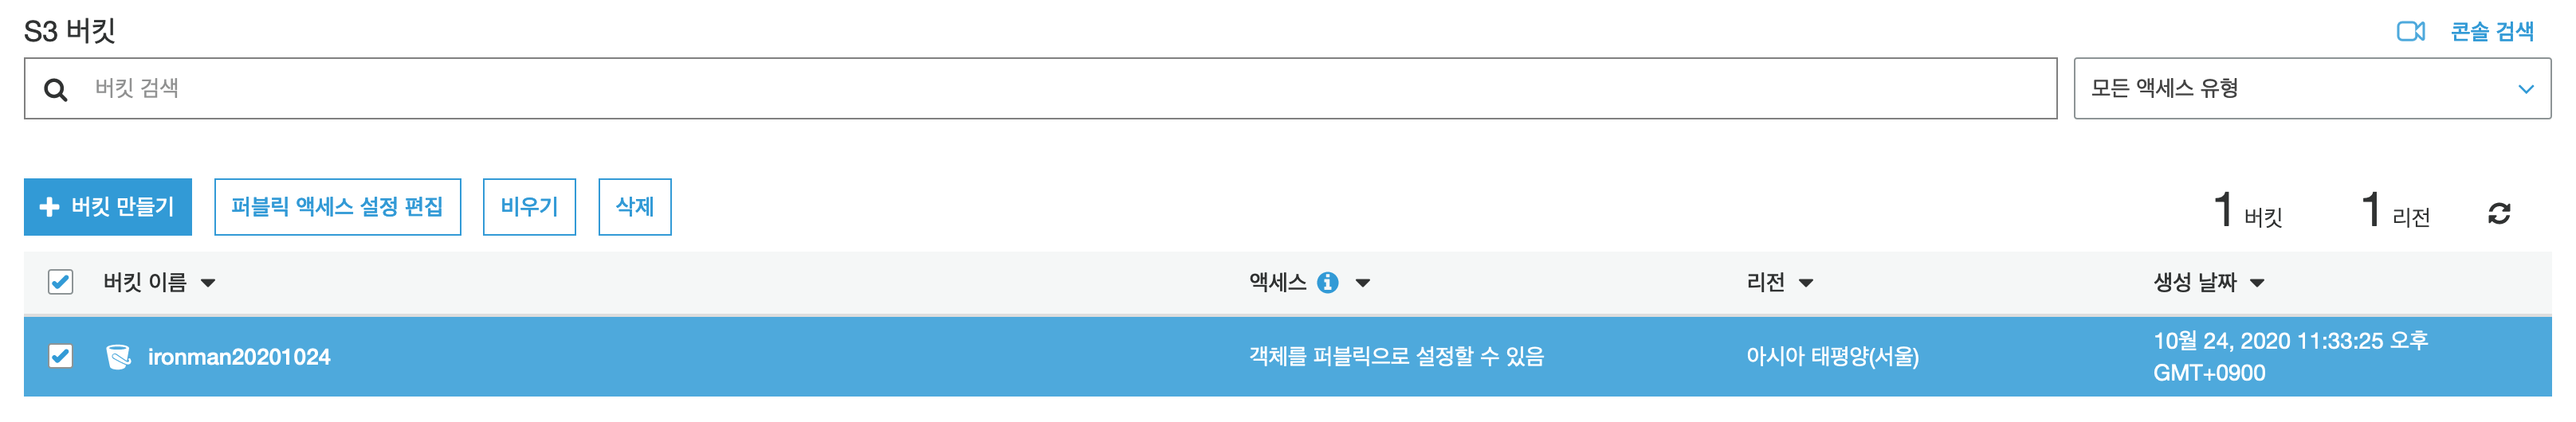 S3 버킷
콘솔 검색
버킷 검색
모든 액세스 유형
버킷 만들기
퍼블릭 액세스 설정 편집
비우기
삭제
1 버킷
1 리전
버킷 이름
액세스
리전
생성 날짜
ironman20201024
객체를 퍼블릭으로 설정할 수 있음
아시아 태평양(서울)
10월 24, 2020 11:33:25 오후
GMT+0900